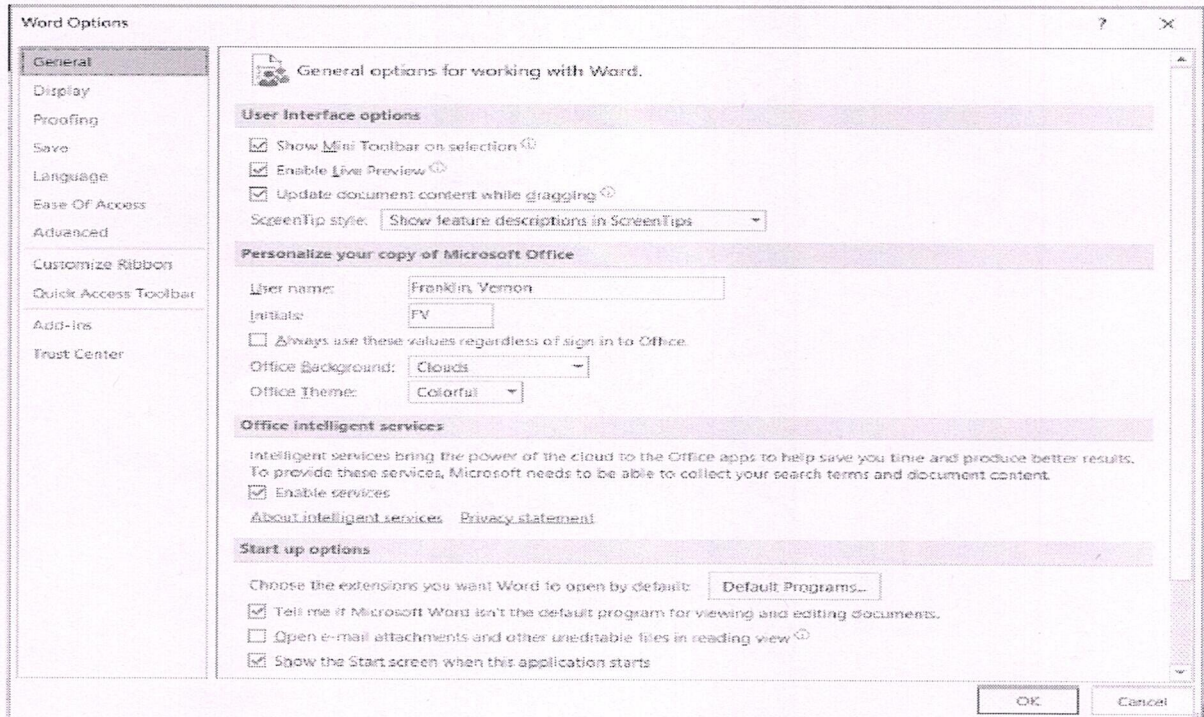 Word Options
?
General
Display
Proofing
Save
Language
Ease Of Access
Advanced
Customize Ribbon
Quick Access Toolbar
Add-ins
Trust Center
General options for working with Word.
User Interface options
Show Mini Toolbar on selection
Enable Live Preview
Update document content while dragging
ScreenTip style: Show feature descriptions in ScreenTips
Personalize your copy of Microsoft Office
User name: Franklin, Vernon
Initials: FV
Always use these values regardless of sign in to Office.
Office Background: Clouds
Office Theme: Colorful
Office intelligent services
Intelligent services bring the power of the cloud to the Office apps to help save you time and produce better results.
To provide these services, Microsoft needs to be able to collect your search terms and document content.
Enable services
About intelligent services Privacy statement
Start up options
Choose the extensions you want Word to open by default: Default Programs...
Tell me if Microsoft Word isn't the default program for viewing and editing documents.
Open e-mail attachments and other uneditable files in reading view
Show the Start screen when this application starts
OK Cancel